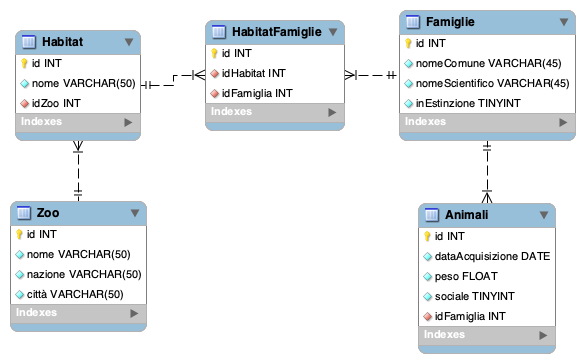 Habitat
id INT
nome VARCHAR(50)
idZoo INT
Indexes
HabitatFamiglie
id INT
idHabitat INT
idFamiglia INT
Indexes
Famiglie
id INT
nomeComune VARCHAR(45)
nomeScientifico VARCHAR(45)
inEstinzione TINYINT
Indexes
Zoo
id INT
nome VARCHAR(50)
nazione VARCHAR(50)
città VARCHAR(50)
Indexes
Animali
id INT
dataAcquisizione DATE
peso FLOAT
sociale TINYINT
idFamiglia INT
Indexes